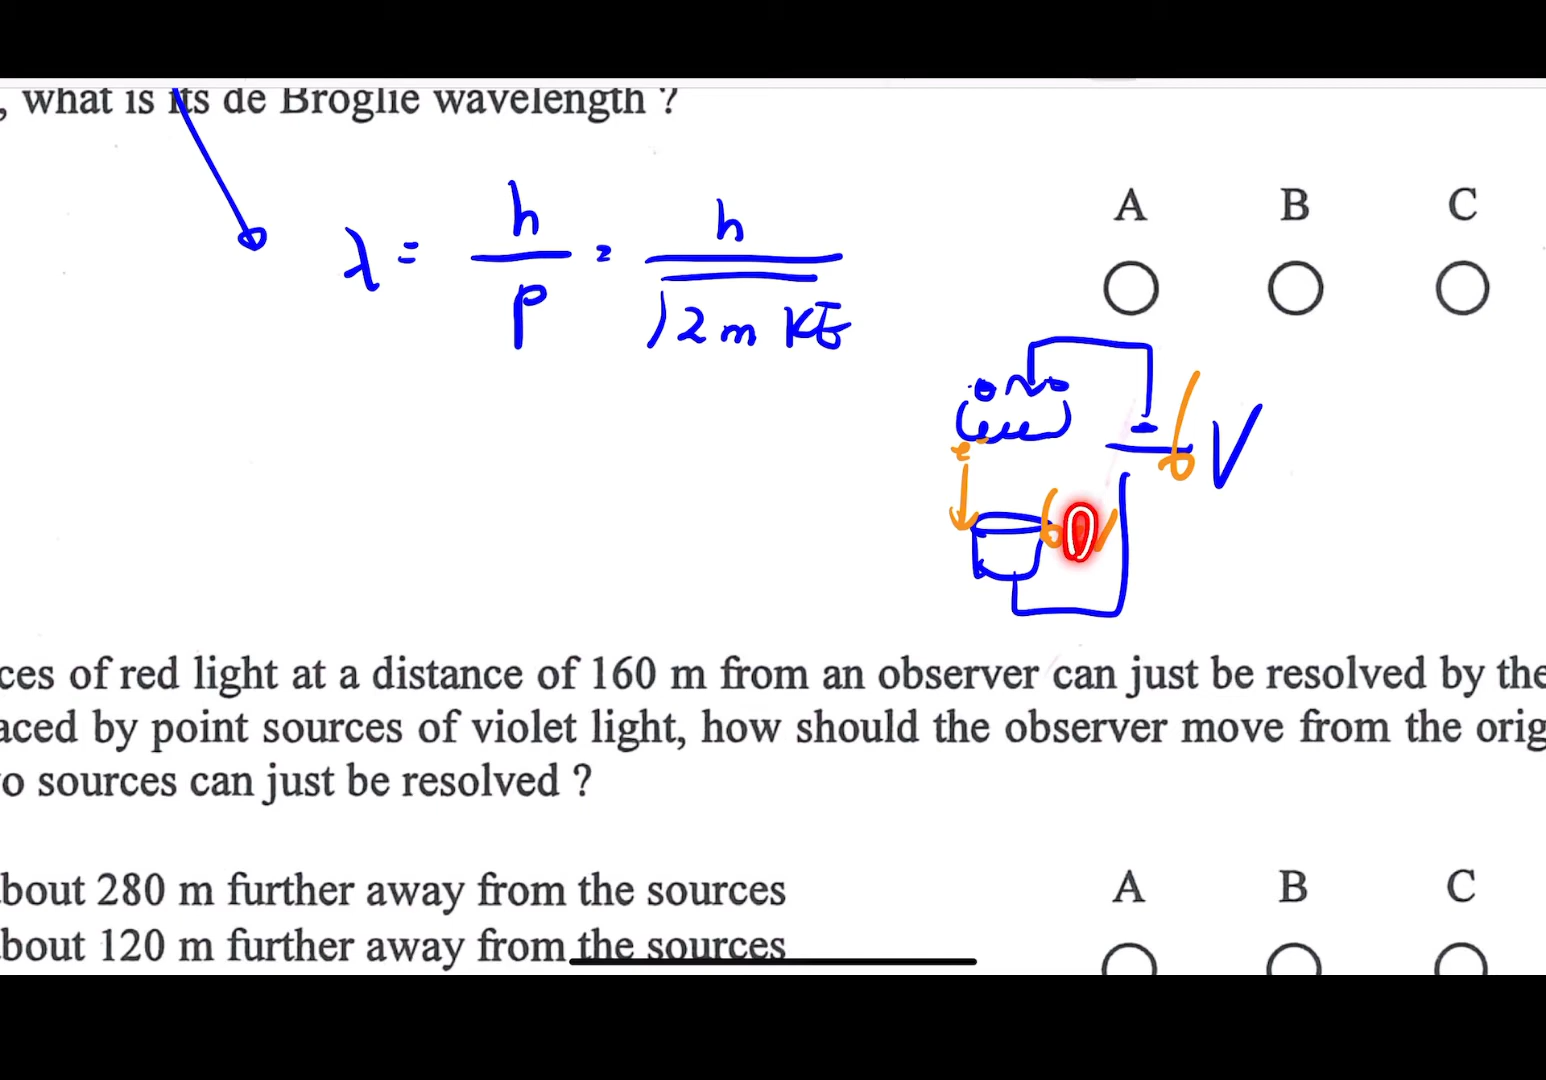 , what is its de Broglie wavelength ?
λ = h/p = h/√2m KE
A B C
V
e
ces of red light at a distance of 160 m from an observer can just be resolved by the
aced by point sources of violet light, how should the observer move from the orig
o sources can just be resolved ?
bout 280 m further away from the sources
A B C
bout 120 m further away from the sources